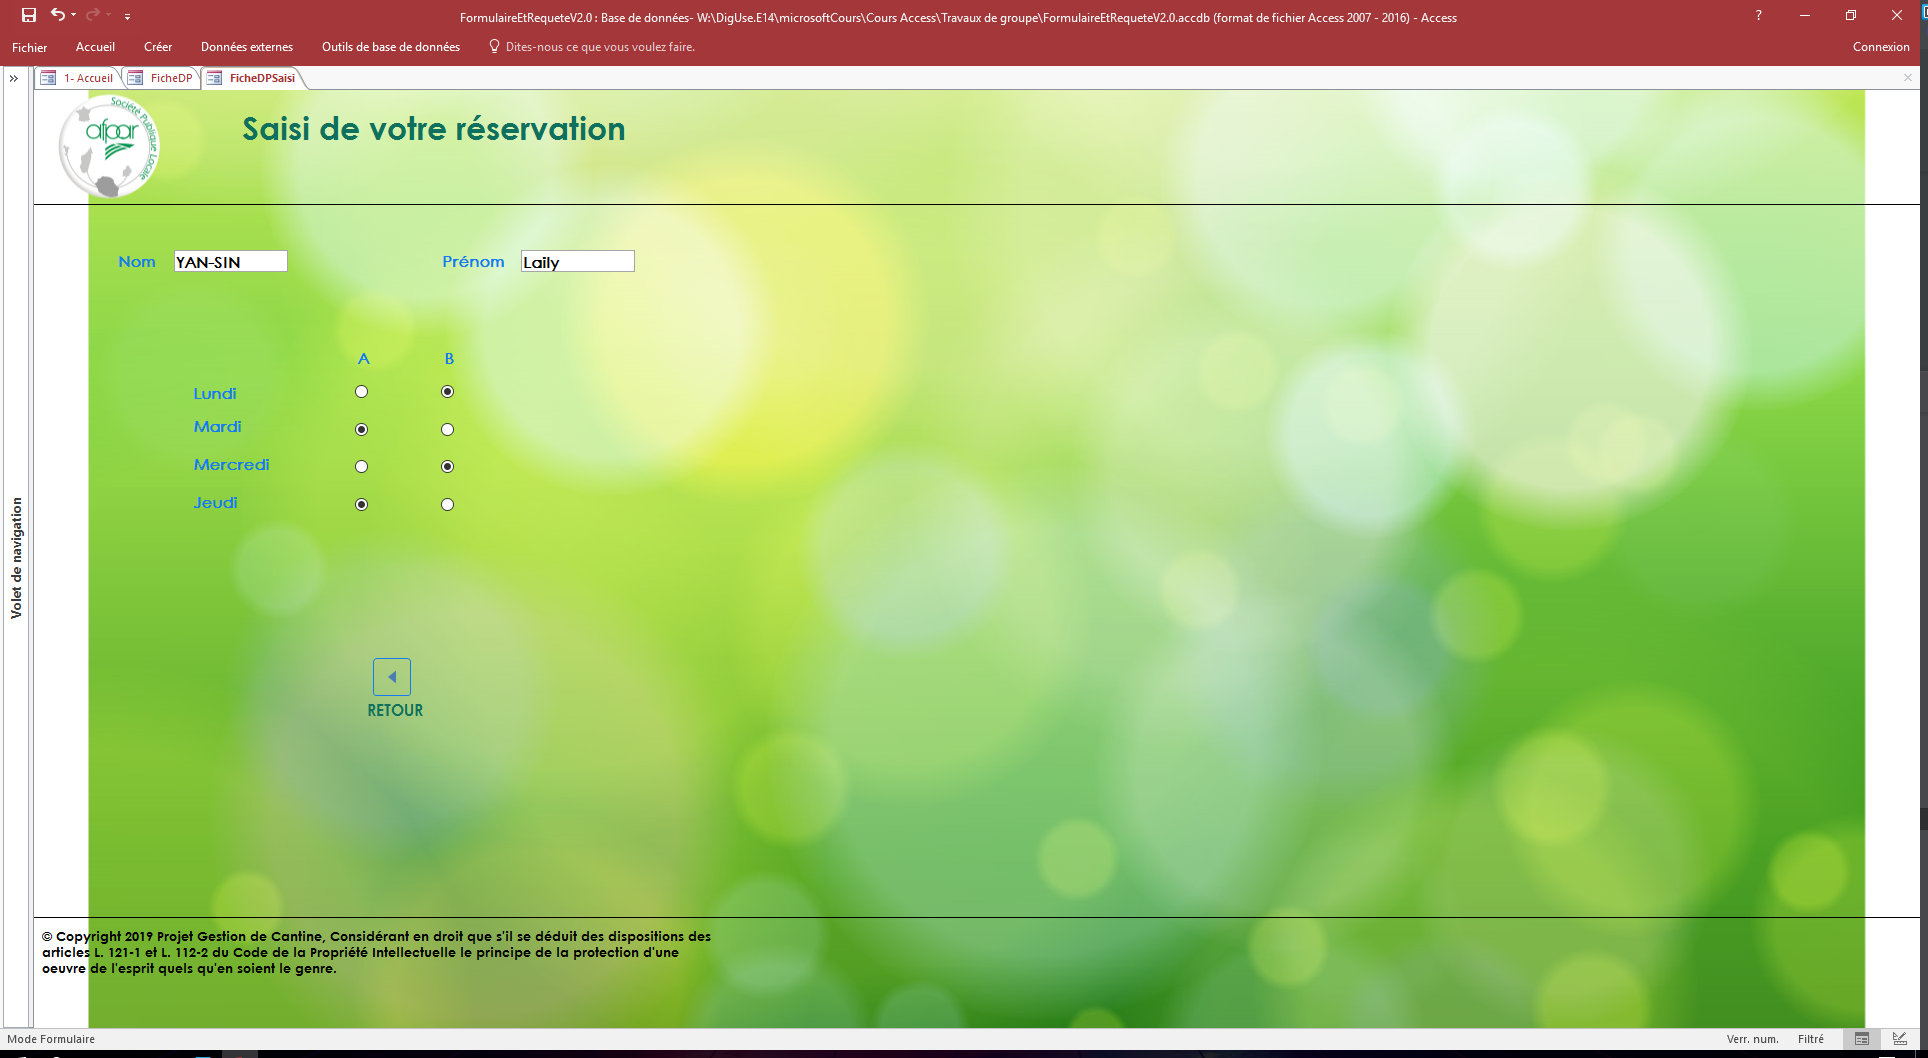 FormulaireEtRequeteV2.0 : Base de données- W:\DigUse.E14\microsoftCours\Cours Access\Travaux de groupe\FormulaireEtRequeteV2.0.accdb (format de fichier Access 2007 - 2016) - Access
?
Fichier Accueil Créer Données externes Outils de base de données Dites-nous ce que vous voulez faire. Connexion
1- Accueil FicheDP FicheDPSaisi
Société Publique Locale
afpar
Saisi de votre réservation
Nom YAN-SIN Prénom Laily
A B
Lundi
Mardi
Mercredi
Jeudi
Volet de navigation
RETOUR
© Copyright 2019 Projet Gestion de Cantine, Considérant en droit que s'il se déduit des dispositions des
articles L. 121-1 et L. 112-2 du Code de la Propriété Intellectuelle le principe de la protection d'une
oeuvre de l'esprit quels qu'en soient le genre.
Mode Formulaire Verr. num. Filtré